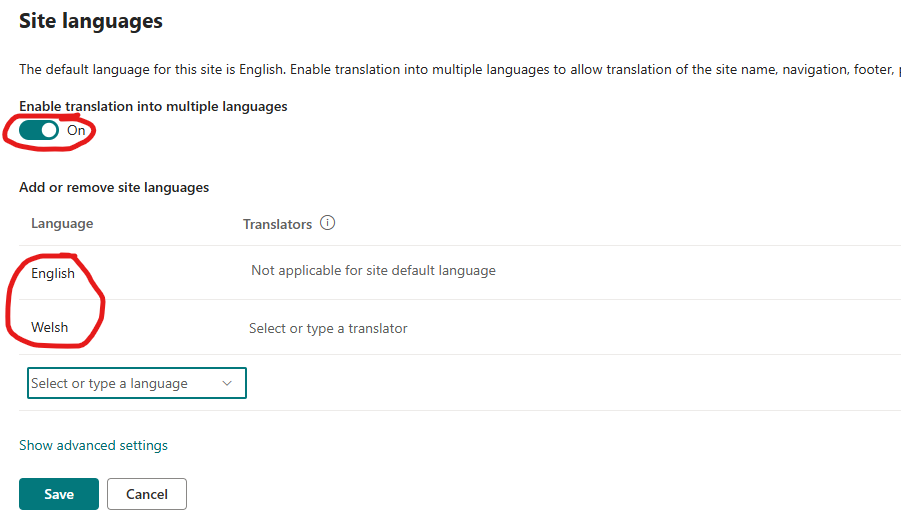 Site languages
The default language for this site is English. Enable translation into multiple languages to allow translation of the site name, navigation, footer,
Enable translation into multiple languages
On
Add or remove site languages
Language Translators
English Not applicable for site default language
Welsh Select or type a translator
Select or type a language
Show advanced settings
Save Cancel